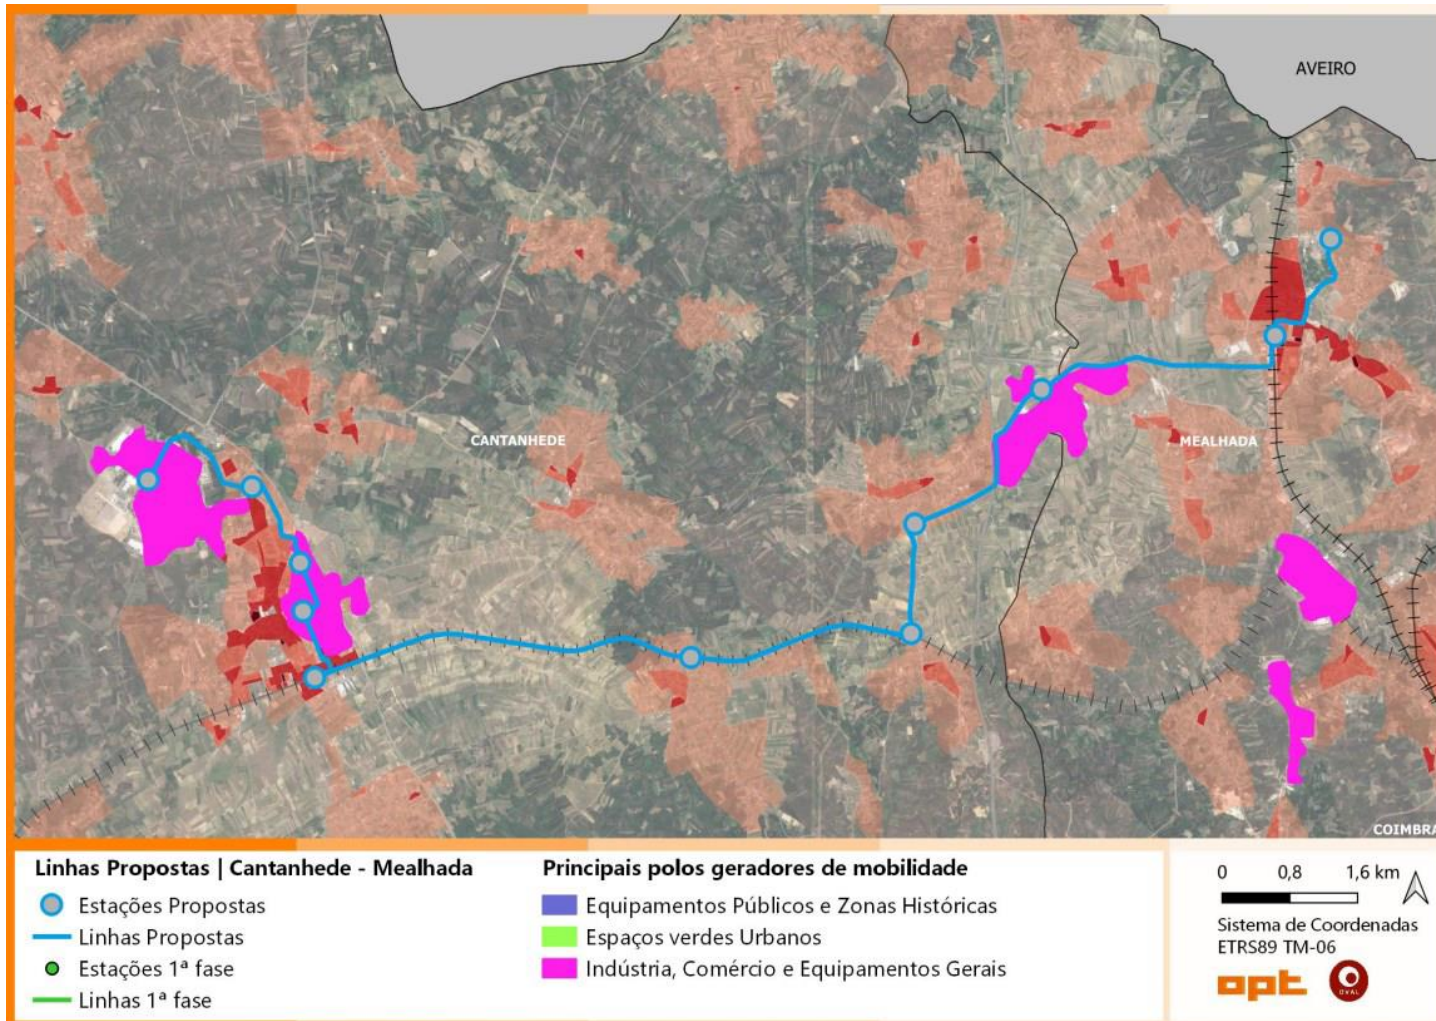 AVEIRO
CANTANHEDE
MEALHADA
COIMBRA
Linhas Propostas | Cantanhede - Mealhada
Estações Propostas
Linhas Propostas
Estações 1ª fase
Linhas 1ª fase
Principais polos geradores de mobilidade
Equipamentos Públicos e Zonas Históricas
Espaços verdes Urbanos
Indústria, Comércio e Equipamentos Gerais
0 0,8 1,6 km
Sistema de Coordenadas
ETRS89 TM-06
opt
OVAL